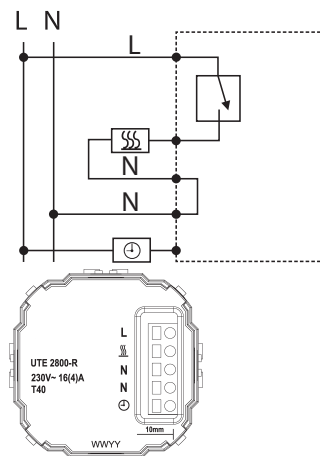 L N
L
N
N
L
N
N
UTE 2800-R
230V~ 16(4)A
T40
10mm
WWYY